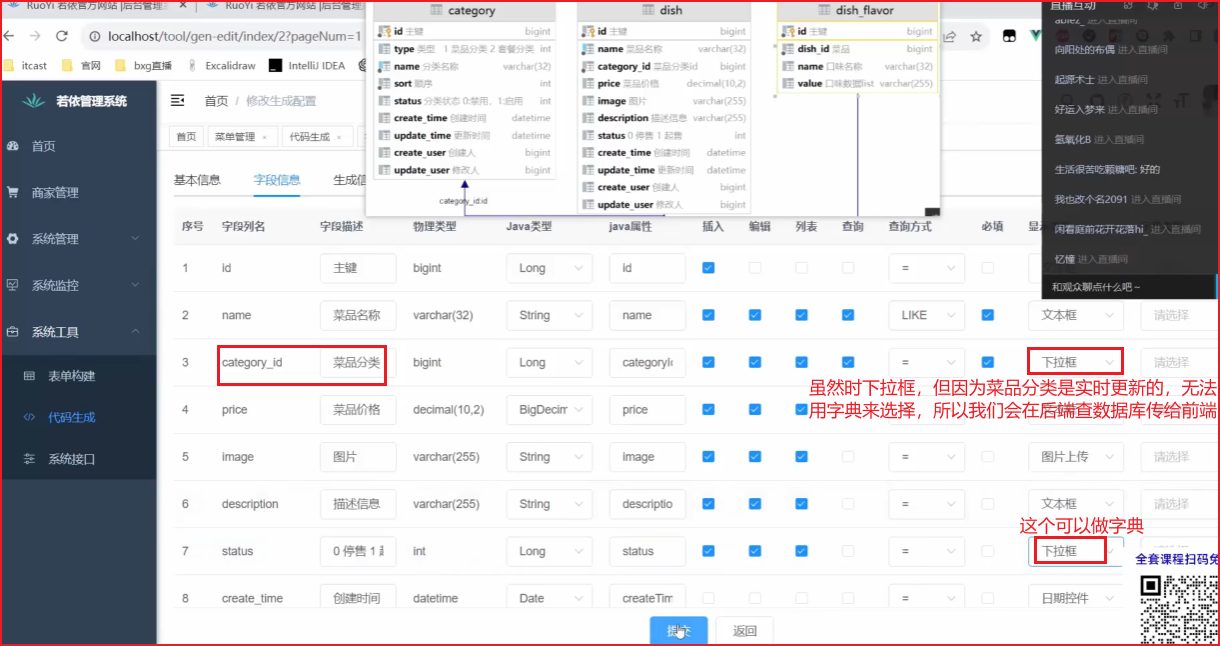 RuoYi 若依官方网站 |后台管理
RuoYi 若依官方网站 |后台管理|
localhost/tool/gen-edit/index/2?pageNum=1
itcast
官网
bxg直播
Excalidraw
IntelliJ IDEA
category
id 主键 bigint
type 类型 1 菜品分类 2 套餐分类 int
name 分类名称 varchar(32)
sort 顺序 int
status 分类状态 0:禁用，1:启用 int
create_time 创建时间 datetime
update_time 更新时间 datetime
create_user 创建人 bigint
update_user 修改人 bigint
category_id:id
dish
id 主键 bigint
name 菜品名称 varchar(32)
category_id 菜品分类id bigint
price 菜品价格 decimal(10,2)
image 图片 varchar(255)
description 描述信息 varchar(255)
status 0 停售 1 起售 int
create_time 创建时间 datetime
update_time 更新时间 datetime
create_user 创建人 bigint
update_user 修改人 bigint
dish_flavor
id 主键 bigint
dish_id 菜品 bigint
name 口味名称 varchar(32)
value 口味数据list varchar(255)
直播互动
进入直播间
向阳处的布偶 进入直播间
起源术士 进入直播间
好运入梦来 进入直播间
氢氧化B 进入直播间
生活很苦吃颗糖吧: 好的
我也改个名2091 进入直播间
闲看庭前花开花落hi_ 进入直播间
忆憧 进入直播间
和观众聊点什么吧~
若依管理系统
首页
商家管理
系统管理
系统监控
系统工具
表单构建
代码生成
系统接口
首页 / 修改生成配置
首页
菜单管理 ×
代码生成 ×
基本信息
字段信息
生成信
序号 字段列名 字段描述 物理类型 Java类型 java属性 插入 编辑 列表 查询 查询方式 必填 显
1 id 主键 bigint Long id =
2 name 菜品名称 varchar(32) String name LIKE 文本框 请选择
3 category_id 菜品分类 bigint Long categoryIc = 下拉框 请选择
虽然时下拉框，但因为菜品分类是实时更新的，无法
用字典来选择，所以我们会在后端查数据库传给前端
4 price 菜品价格 decimal(10,2) BigDecim price =
5 image 图片 varchar(255) String image = 图片上传 请选择
6 description 描述信息 varchar(255) String descriptio = 文本框 请选择
这个可以做字典
7 status 0 停售 1 起 int Long status = 下拉框
全套课程扫码免
8 create_time 创建时间 datetime Date createTim = 日期控件
提交
返回